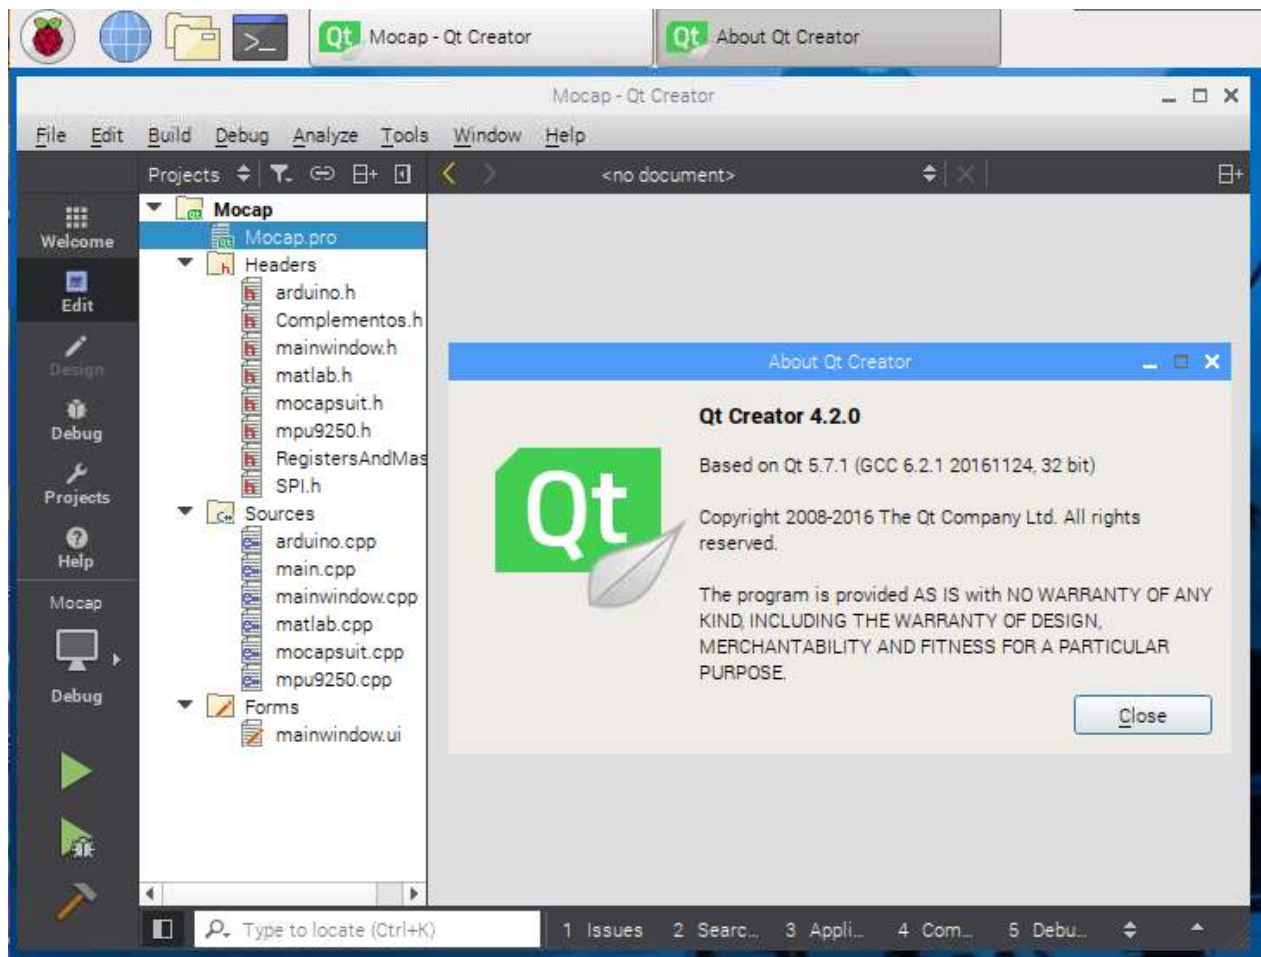 Qt Mocap - Qt Creator
Qt About Qt Creator
Mocap - Qt Creator
File Edit Build Debug Analyze Tools Window Help
Projects
<no document>
Welcome
Edit
Design
Debug
Projects
Help
Mocap
Debug
Mocap
Mocap.pro
Headers
arduino.h
Complementos.h
mainwindow.h
matlab.h
mocapsuit.h
mpu9250.h
RegistersAndMas
SPI.h
Sources
arduino.cpp
main.cpp
mainwindow.cpp
matlab.cpp
mocapsuit.cpp
mpu9250.cpp
Forms
mainwindow.ui
About Qt Creator
Qt
Qt Creator 4.2.0
Based on Qt 5.7.1 (GCC 6.2.1 20161124, 32 bit)
Copyright 2008-2016 The Qt Company Ltd. All rights
reserved.
The program is provided AS IS with NO WARRANTY OF ANY
KIND, INCLUDING THE WARRANTY OF DESIGN,
MERCHANTABILITY AND FITNESS FOR A PARTICULAR
PURPOSE.
Close
Type to locate (Ctrl+K)
1 Issues 2 Searc... 3 Appli... 4 Com... 5 Debu...